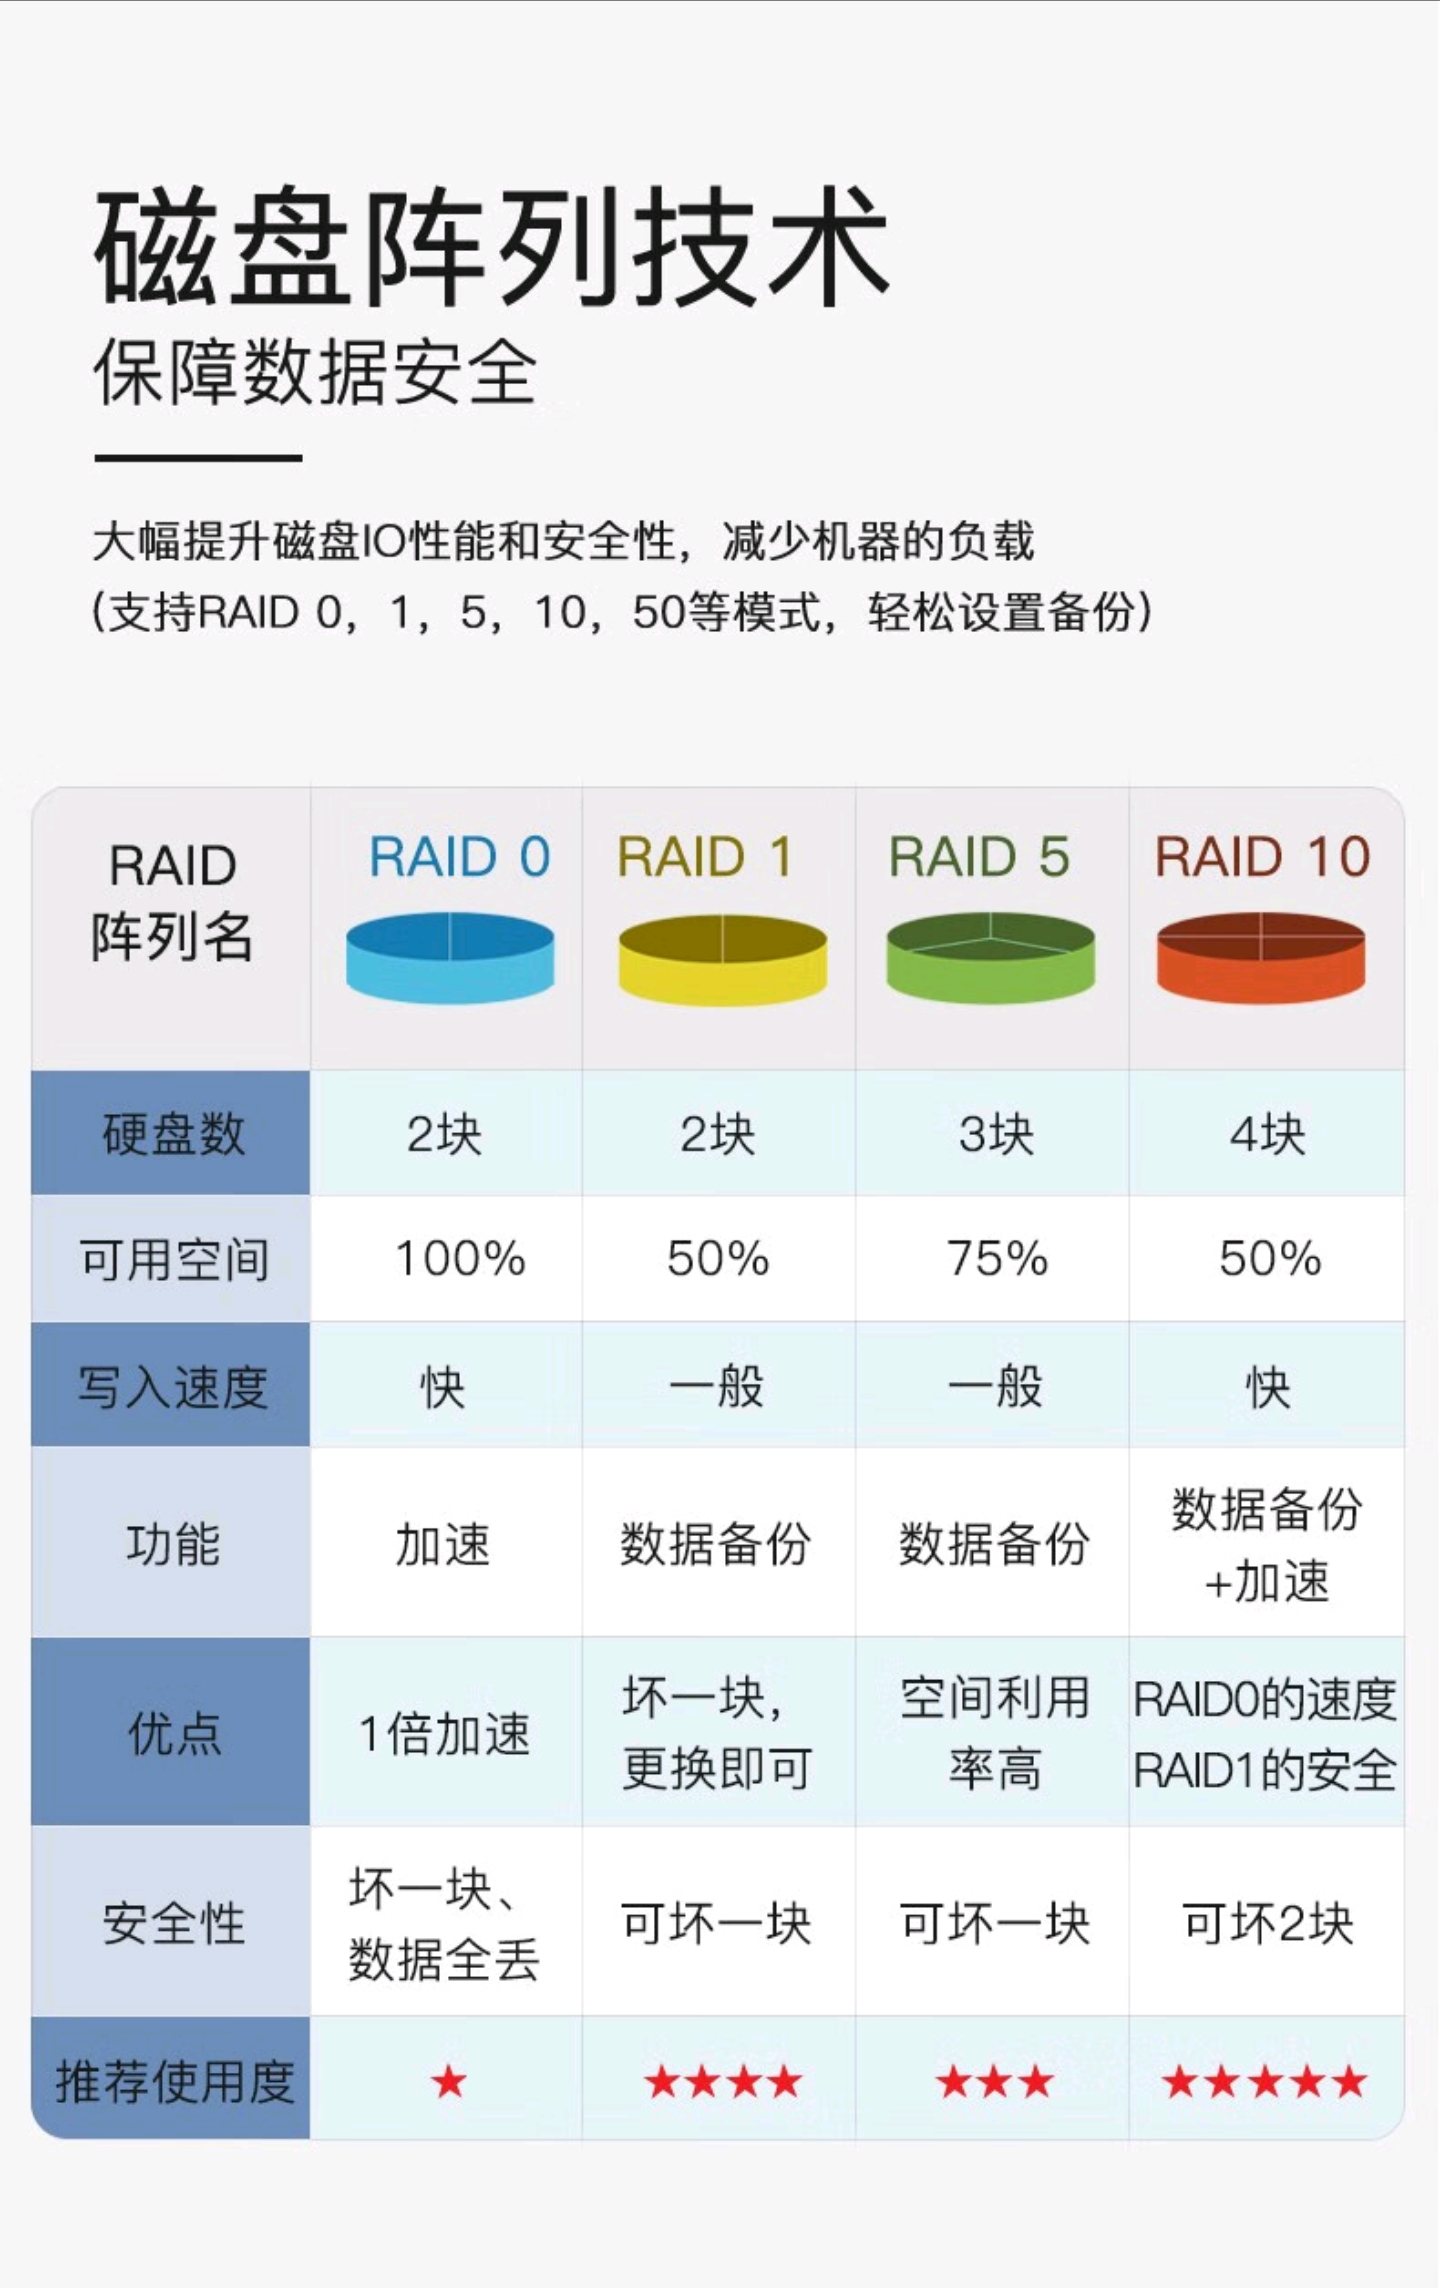 磁盘阵列技术
保障数据安全
大幅提升磁盘IO性能和安全性，减少机器的负载
(支持RAID 0，1，5，10，50等模式，轻松设置备份)
RAID
阵列名
RAID 0
RAID 1
RAID 5
RAID 10
硬盘数
2块
2块
3块
4块
可用空间
100%
50%
75%
50%
写入速度
快
一般
一般
快
功能
加速
数据备份
数据备份
数据备份
+加速
优点
1倍加速
坏一块，
更换即可
空间利用
率高
RAID0的速度
RAID1的安全
安全性
坏一块、
数据全丢
可坏一块
可坏一块
可坏2块
推荐使用度
★
★★★★
★★★
★★★★★